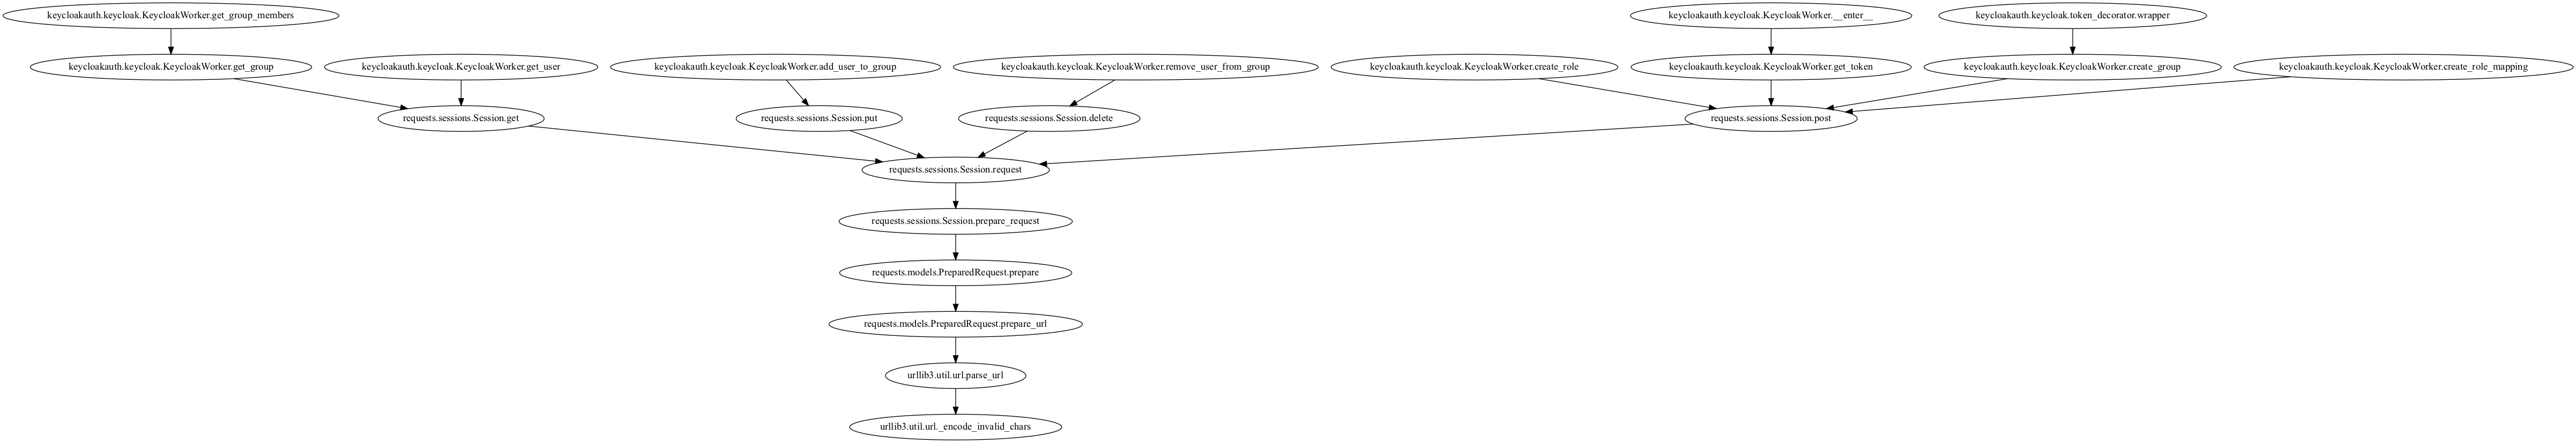 keycloakauth.keycloak.KeycloakWorker.get_group_members
keycloakauth.keycloak.KeycloakWorker.__enter__
keycloakauth.keycloak.token_decorator.wrapper
keycloakauth.keycloak.KeycloakWorker.get_group
keycloakauth.keycloak.KeycloakWorker.get_user
keycloakauth.keycloak.KeycloakWorker.add_user_to_group
keycloakauth.keycloak.KeycloakWorker.remove_user_from_group
keycloakauth.keycloak.KeycloakWorker.create_role
keycloakauth.keycloak.KeycloakWorker.get_token
keycloakauth.keycloak.KeycloakWorker.create_group
keycloakauth.keycloak.KeycloakWorker.create_role_mapping
requests.sessions.Session.get
requests.sessions.Session.put
requests.sessions.Session.delete
requests.sessions.Session.post
requests.sessions.Session.request
requests.sessions.Session.prepare_request
requests.models.PreparedRequest.prepare
requests.models.PreparedRequest.prepare_url
urllib3.util.url.parse_url
urllib3.util.url._encode_invalid_chars